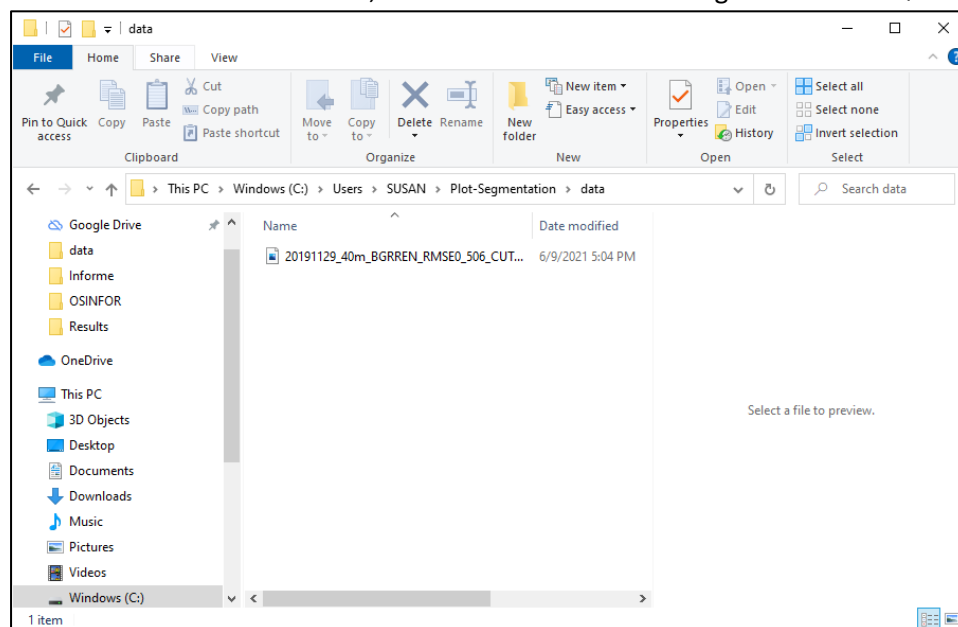 data
File Home Share View
Pin to Quick access
Copy
Paste
Cut
Copy path
Paste shortcut
Clipboard
Move to
Copy to
Delete
Rename
Organize
New folder
New item
Easy access
New
Properties
Open
Edit
History
Open
Select all
Select none
Invert selection
Select
This PC > Windows (C:) > Users > SUSAN > Plot-Segmentation > data
Search data
Name Date modified
20191129_40m_BGRREN_RMSE0_506_CUT... 6/9/2021 5:04 PM
Google Drive
data
Informe
OSINFOR
Results
OneDrive
This PC
3D Objects
Desktop
Documents
Downloads
Music
Pictures
Videos
Windows (C:)
Select a file to preview.
1 item